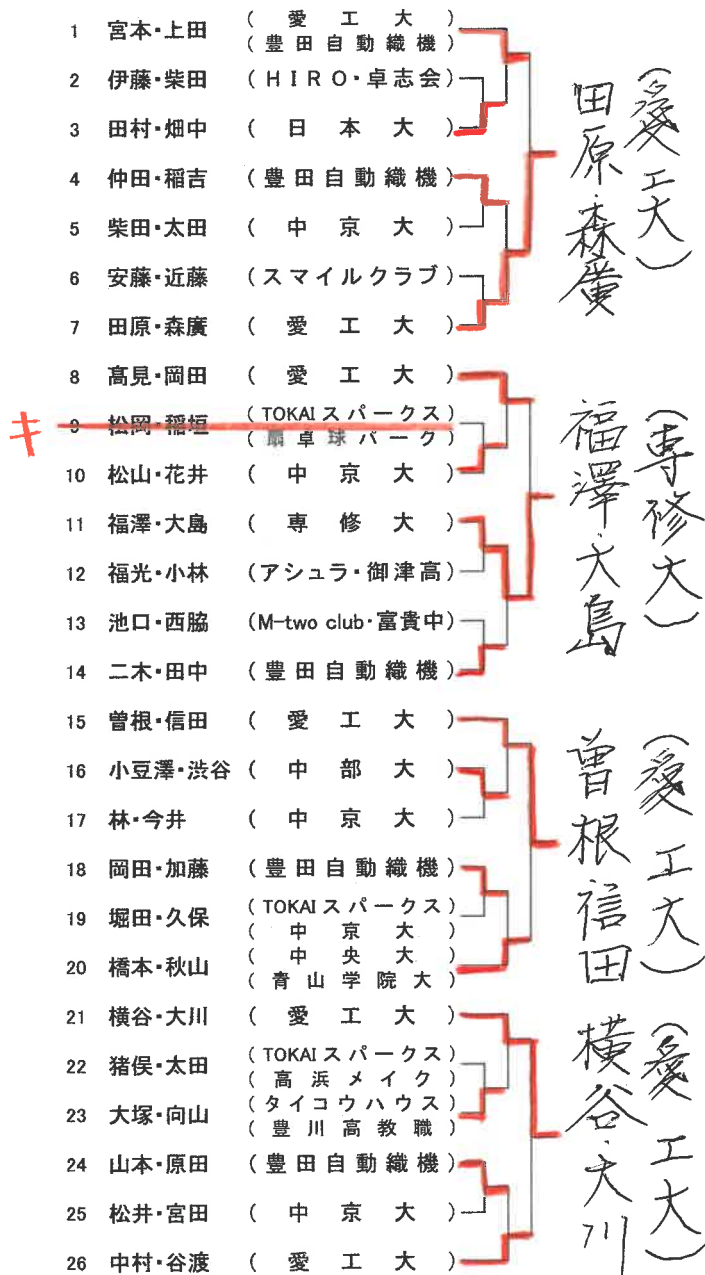 1 宮本・上田 (愛工大)
(豊田自動織機)
2 伊藤・柴田 (HIRO・卓志会)
3 田村・畑中 (日本大)
4 仲田・稲吉 (豊田自動織機)
5 柴田・太田 (中京大)
6 安藤・近藤 (スマイルクラブ)
7 田原・森廣 (愛工大)
8 髙見・岡田 (愛工大)
キ 9 松岡・稲垣 (TOKAIスパークス)
(扇卓球パーク)
10 松山・花井 (中京大)
11 福澤・大島 (専修大)
12 福光・小林 (アシュラ・御津高)
13 池口・西脇 (M-two club・富貴中)
14 二木・田中 (豊田自動織機)
15 曽根・信田 (愛工大)
16 小豆澤・渋谷 (中部大)
17 林・今井 (中京大)
18 岡田・加藤 (豊田自動織機)
19 堀田・久保 (TOKAIスパークス)
(中京大)
20 橋本・秋山 (中央大)
(青山学院大)
21 横谷・大川 (愛工大)
22 猪俣・太田 (TOKAIスパークス)
(高浜メイク)
23 大塚・向山 (タイコウハウス)
(豊川高教職)
24 山本・原田 (豊田自動織機)
25 松井・宮田 (中京大)
26 中村・谷渡 (愛工大)
(愛工大)
田原・森廣
(専修大)
福澤・大島
(愛工大)
曽根・信田
(愛工大)
横谷・大川